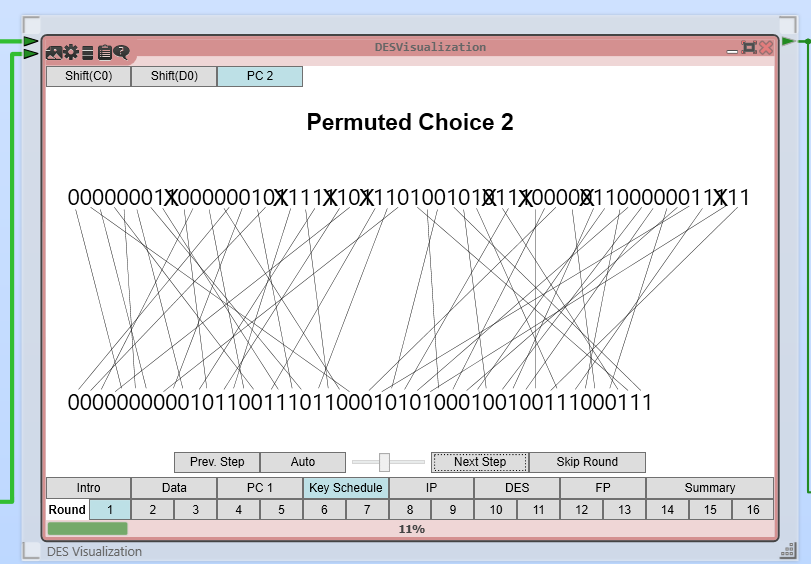 DESVisualization
Shift(C0) Shift(D0) PC 2
Permuted Choice 2
00000001100000010111111011101001010111000001100000011111
000000000010110011101100010101000100100111000111
Prev. Step Auto Next Step Skip Round
Intro Data PC 1 Key Schedule IP DES FP Summary
Round 1 2 3 4 5 6 7 8 9 10 11 12 13 14 15 16
11%
DES Visualization